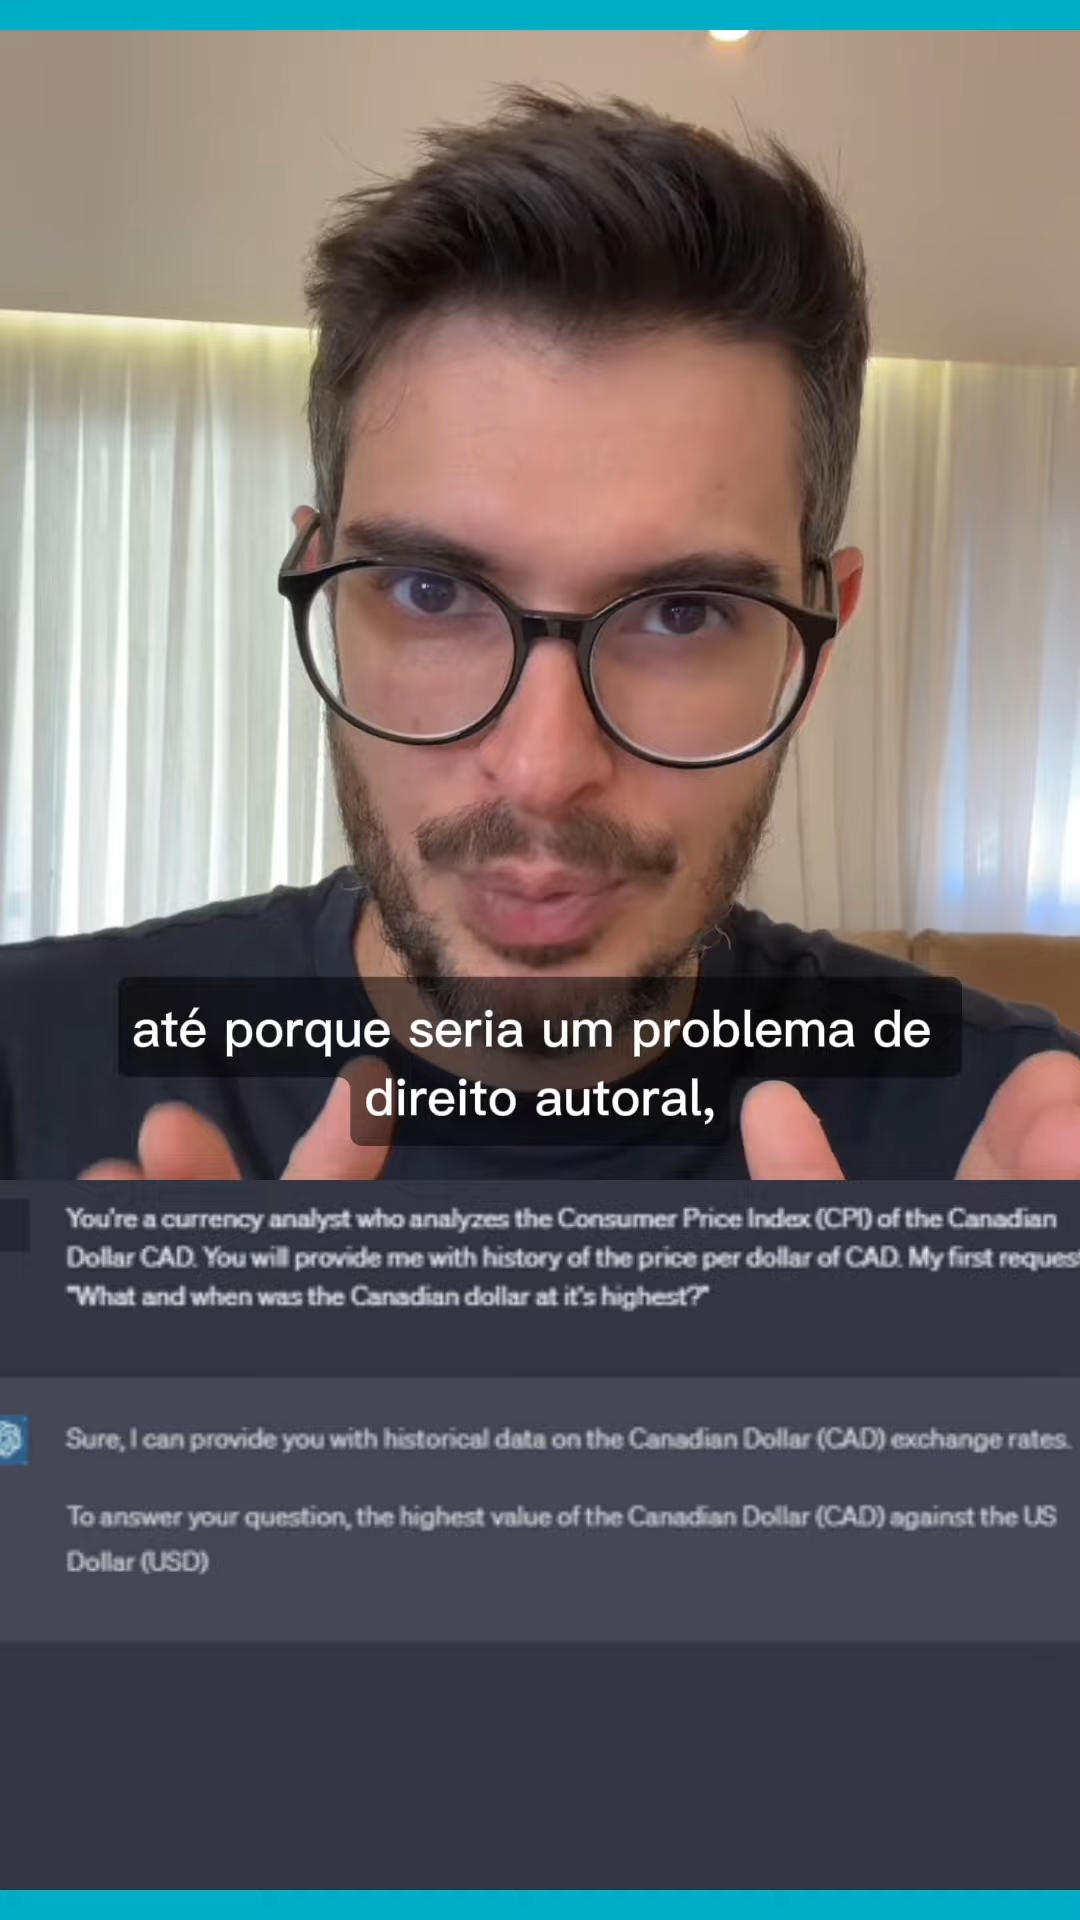 até porque seria um problema de
direito autoral,
You're a currency analyst who analyzes the Consumer Price Index (CPI) of the Canadian
Dollar CAD. You will provide me with history of the price per dollar of CAD. My first request
"What and when was the Canadian dollar at it's highest?"
Sure, I can provide you with historical data on the Canadian Dollar (CAD) exchange rates.
To answer your question, the highest value of the Canadian Dollar (CAD) against the US
Dollar (USD)